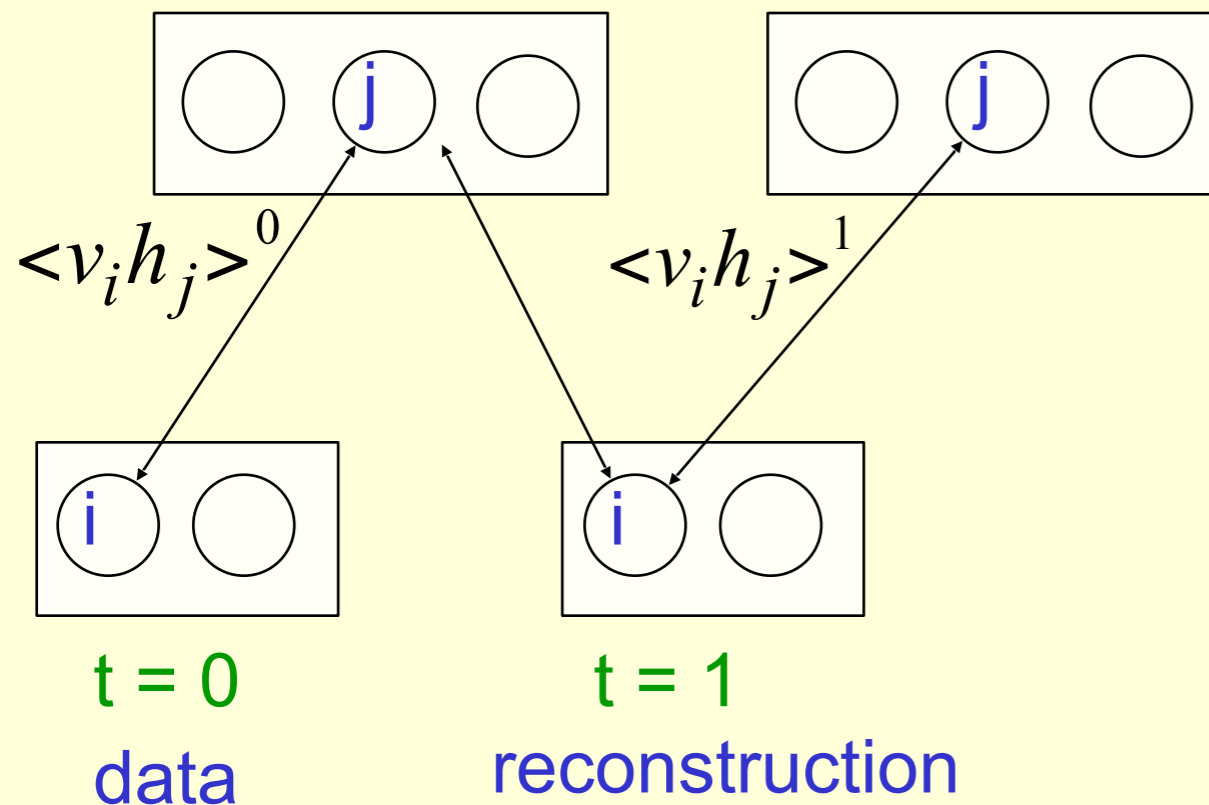 j j
<v_i h_j>^0 <v_i h_j>^1
i i
t = 0 t = 1
data reconstruction